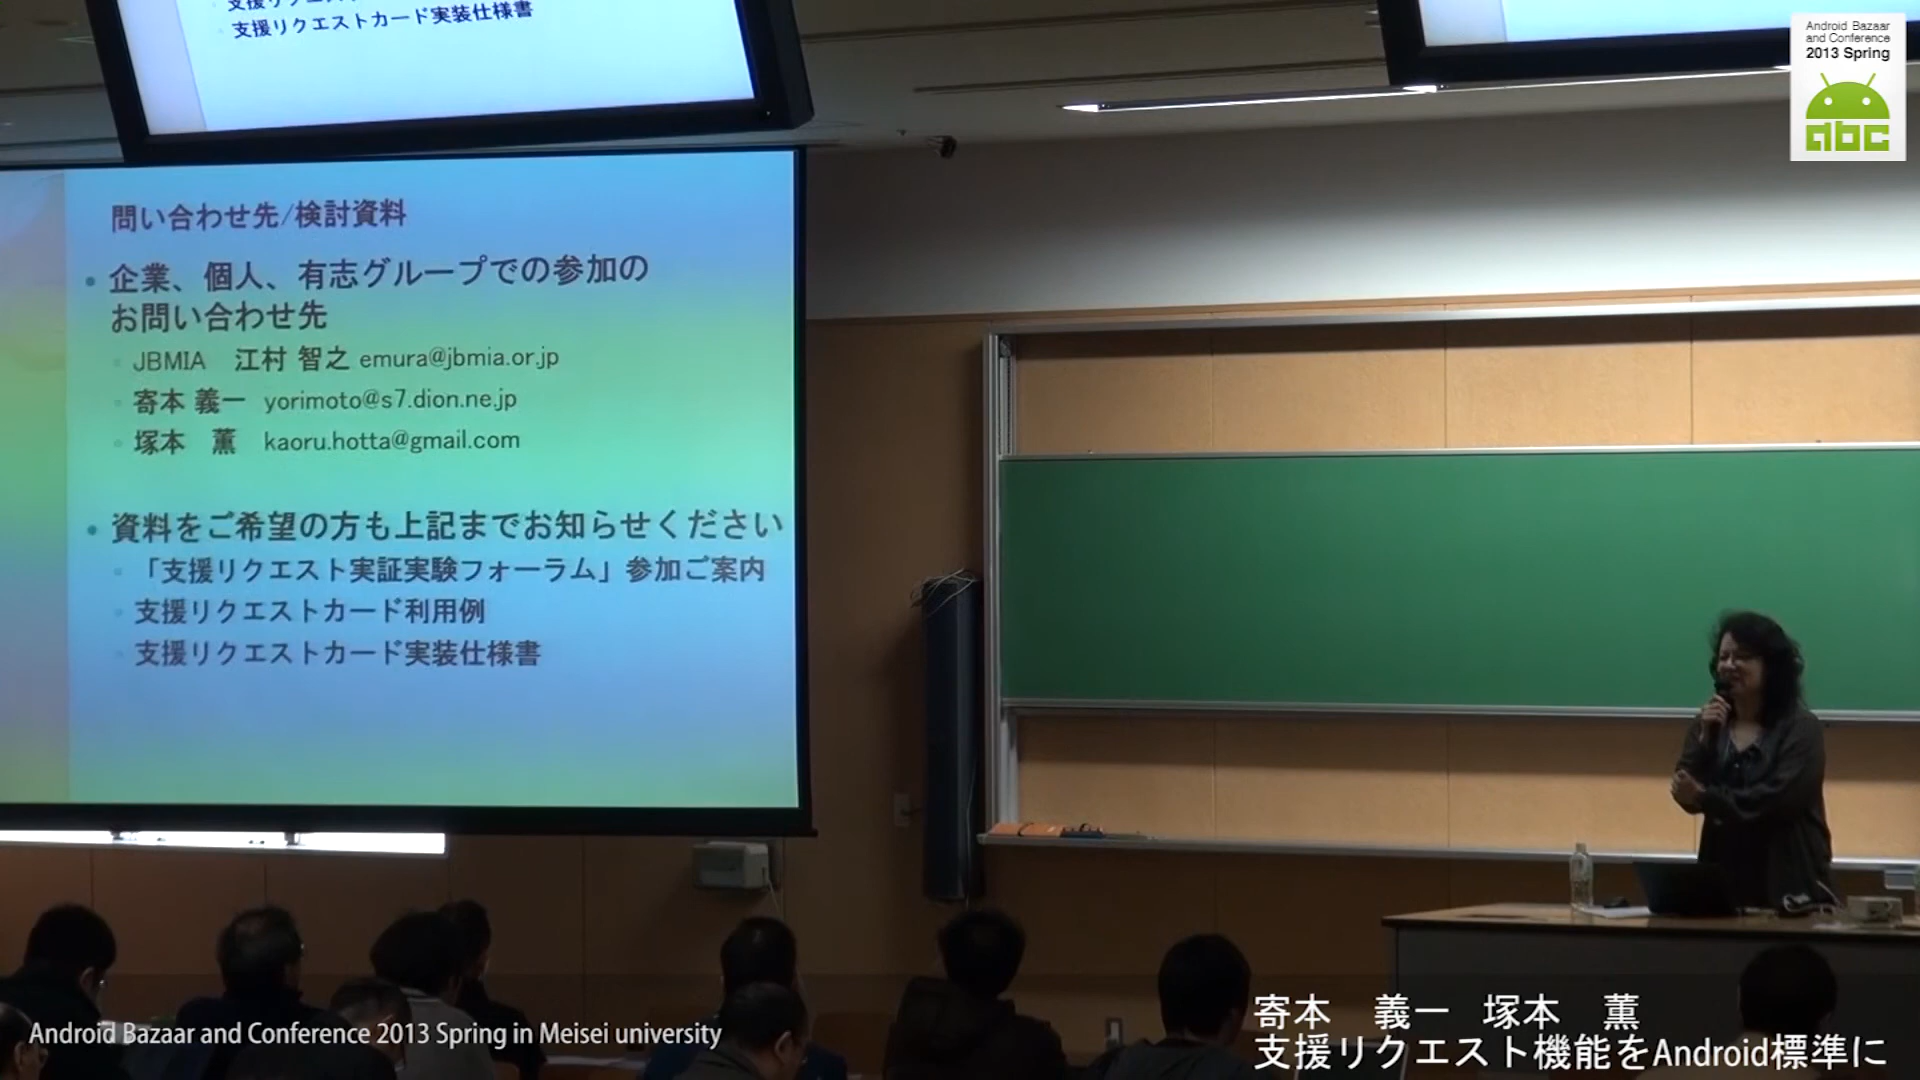 支援リクエストカード実装仕様書
Android Bazaar
and Conference
2013 Spring
abc
問い合わせ先/検討資料
企業、個人、有志グループでの参加の
お問い合わせ先
JBMIA 江村 智之 emura@jbmia.or.jp
寄本 義一 yorimoto@s7.dion.ne.jp
塚本 薫 kaoru.hotta@gmail.com
資料をご希望の方も上記までお知らせください
「支援リクエスト実証実験フォーラム」参加ご案内
支援リクエストカード利用例
支援リクエストカード実装仕様書
Android Bazaar and Conference 2013 Spring in Meisei university
寄本 義一 塚本 薫
支援リクエスト機能をAndroid標準に